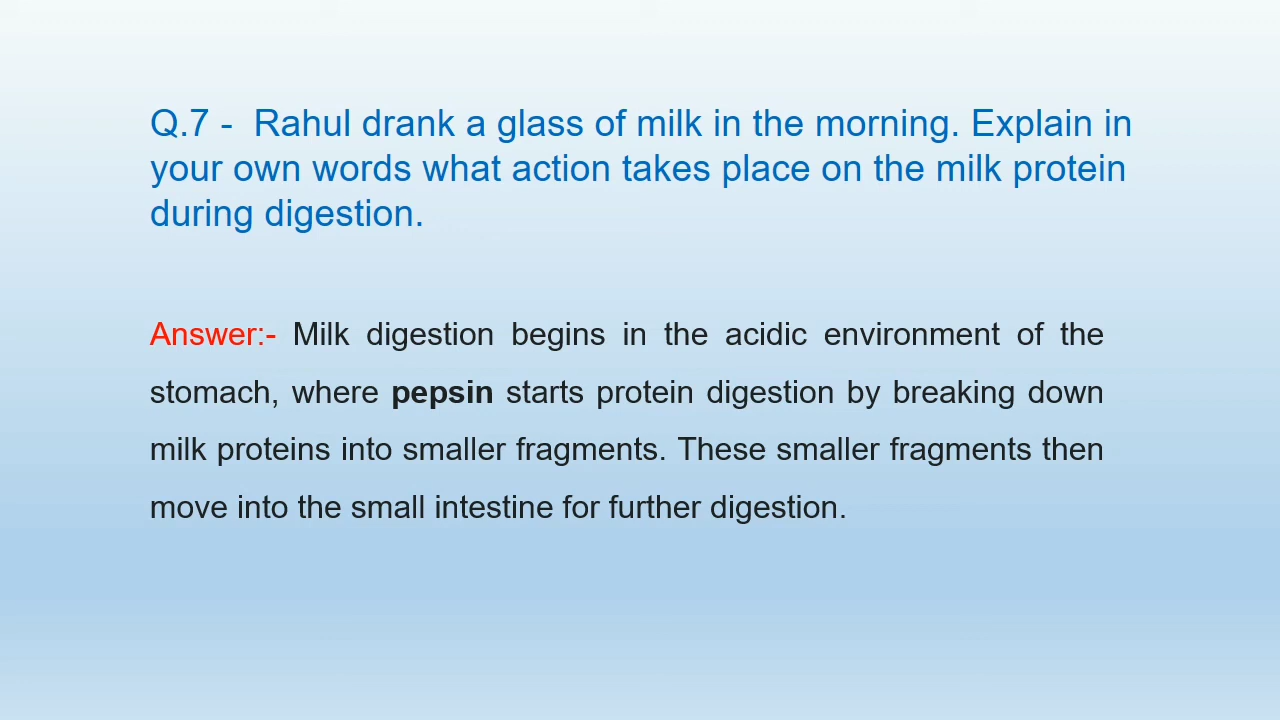 Q.7 -  Rahul drank a glass of milk in the morning. Explain in
your own words what action takes place on the milk protein
during digestion.
Answer:- Milk digestion begins in the acidic environment of the
stomach, where pepsin starts protein digestion by breaking down
milk proteins into smaller fragments. These smaller fragments then
move into the small intestine for further digestion.